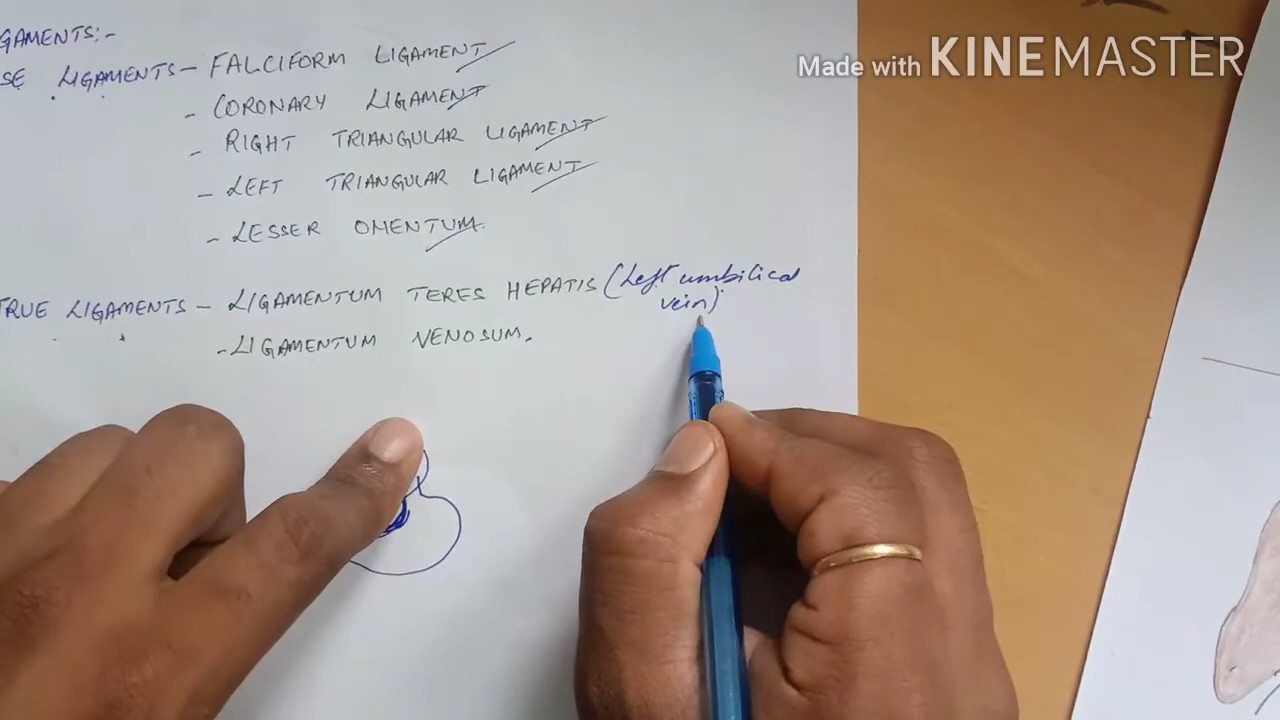 GAMENTS:-
SE LIGAMENTS - FALCIFORM LIGAMENT
- CORONARY LIGAMENT
- RIGHT TRIANGULAR LIGAMENT
- LEFT TRIANGULAR LIGAMENT
- LESSER OMENTUM.
TRUE LIGAMENTS - LIGAMENTUM TERES HEPATIS (Left umbilical
vein)
- LIGAMENTUM VENOSUM.
Made with KINEMASTER